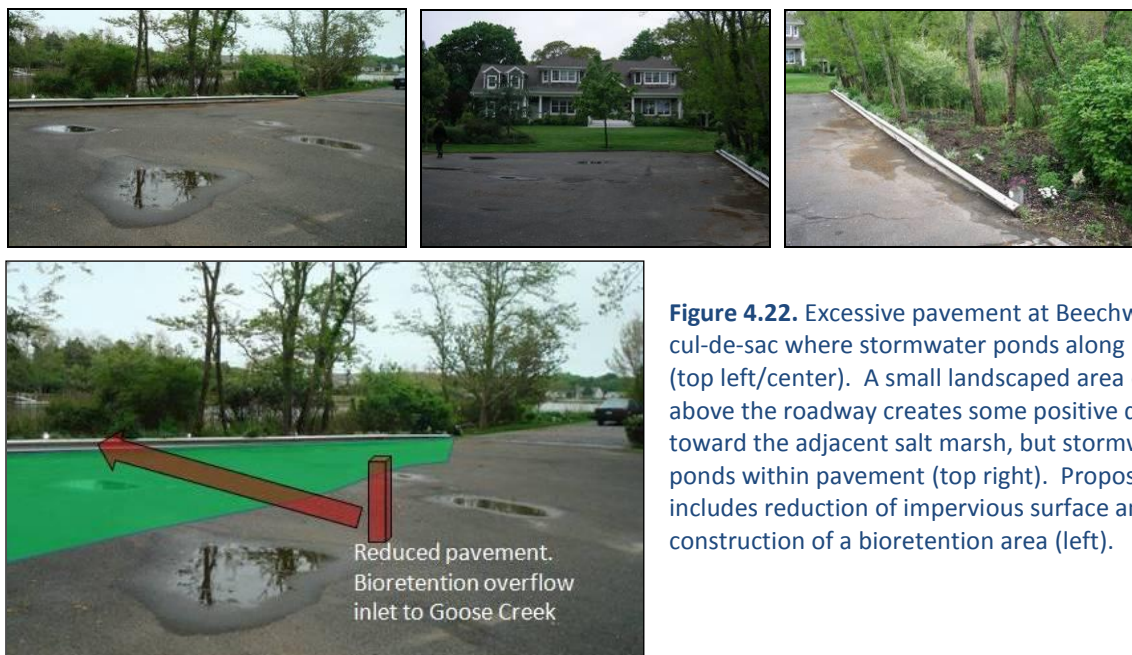 Reduced pavement.
Bioretention overflow
inlet to Goose Creek
Figure 4.22. Excessive pavement at Beechw
cul-de-sac where stormwater ponds along
(top left/center). A small landscaped area
above the roadway creates some positive
toward the adjacent salt marsh, but stormw
ponds within pavement (top right). Propos
includes reduction of impervious surface
construction of a bioretention area (left).